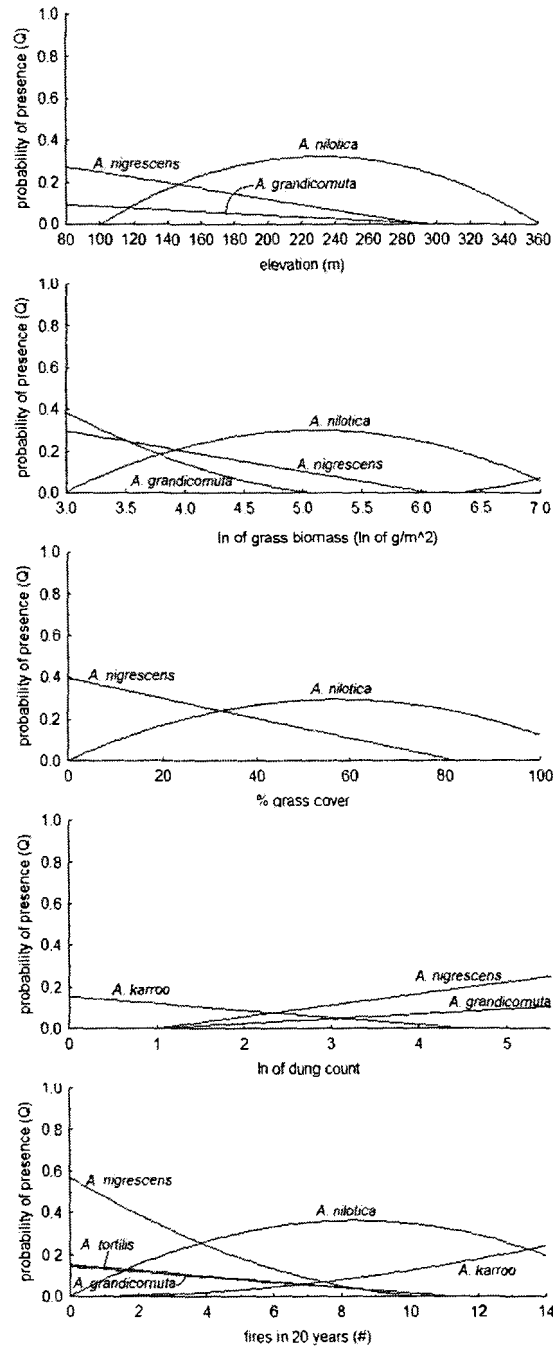 probability of presence (Q)
1.0
0.8
0.6
0.4
0.2
0.0
A. nigrescens
A. nilotica
A. grandicornuta
80 100 120 140 160 180 200 220 240 260 280 300 320 340 360
elevation (m)
probability of presence (Q)
1.0
0.8
0.6
0.4
0.2
0.0
A. nilotica
A. nigrescens
A. grandicornuta
3.0 3.5 4.0 4.5 5.0 5.5 6.0 6.5 7.0
ln of grass biomass (ln of g/m^2)
probability of presence (Q)
1.0
0.8
0.6
0.4
0.2
0.0
A. nigrescens
A. nilotica
0 20 40 60 80 100
% grass cover
probability of presence (Q)
1.0
0.8
0.6
0.4
0.2
0.0
A. karroo
A. nigrescens
A. grandicornuta
0 1 2 3 4 5
ln of dung count
probability of presence (Q)
1.0
0.8
0.6
0.4
0.2
0.0
A. nigrescens
A. nilotica
A. tortilis
A. karroo
A. grandicornuta
0 2 4 6 8 10 12 14
fires in 20 years (#)